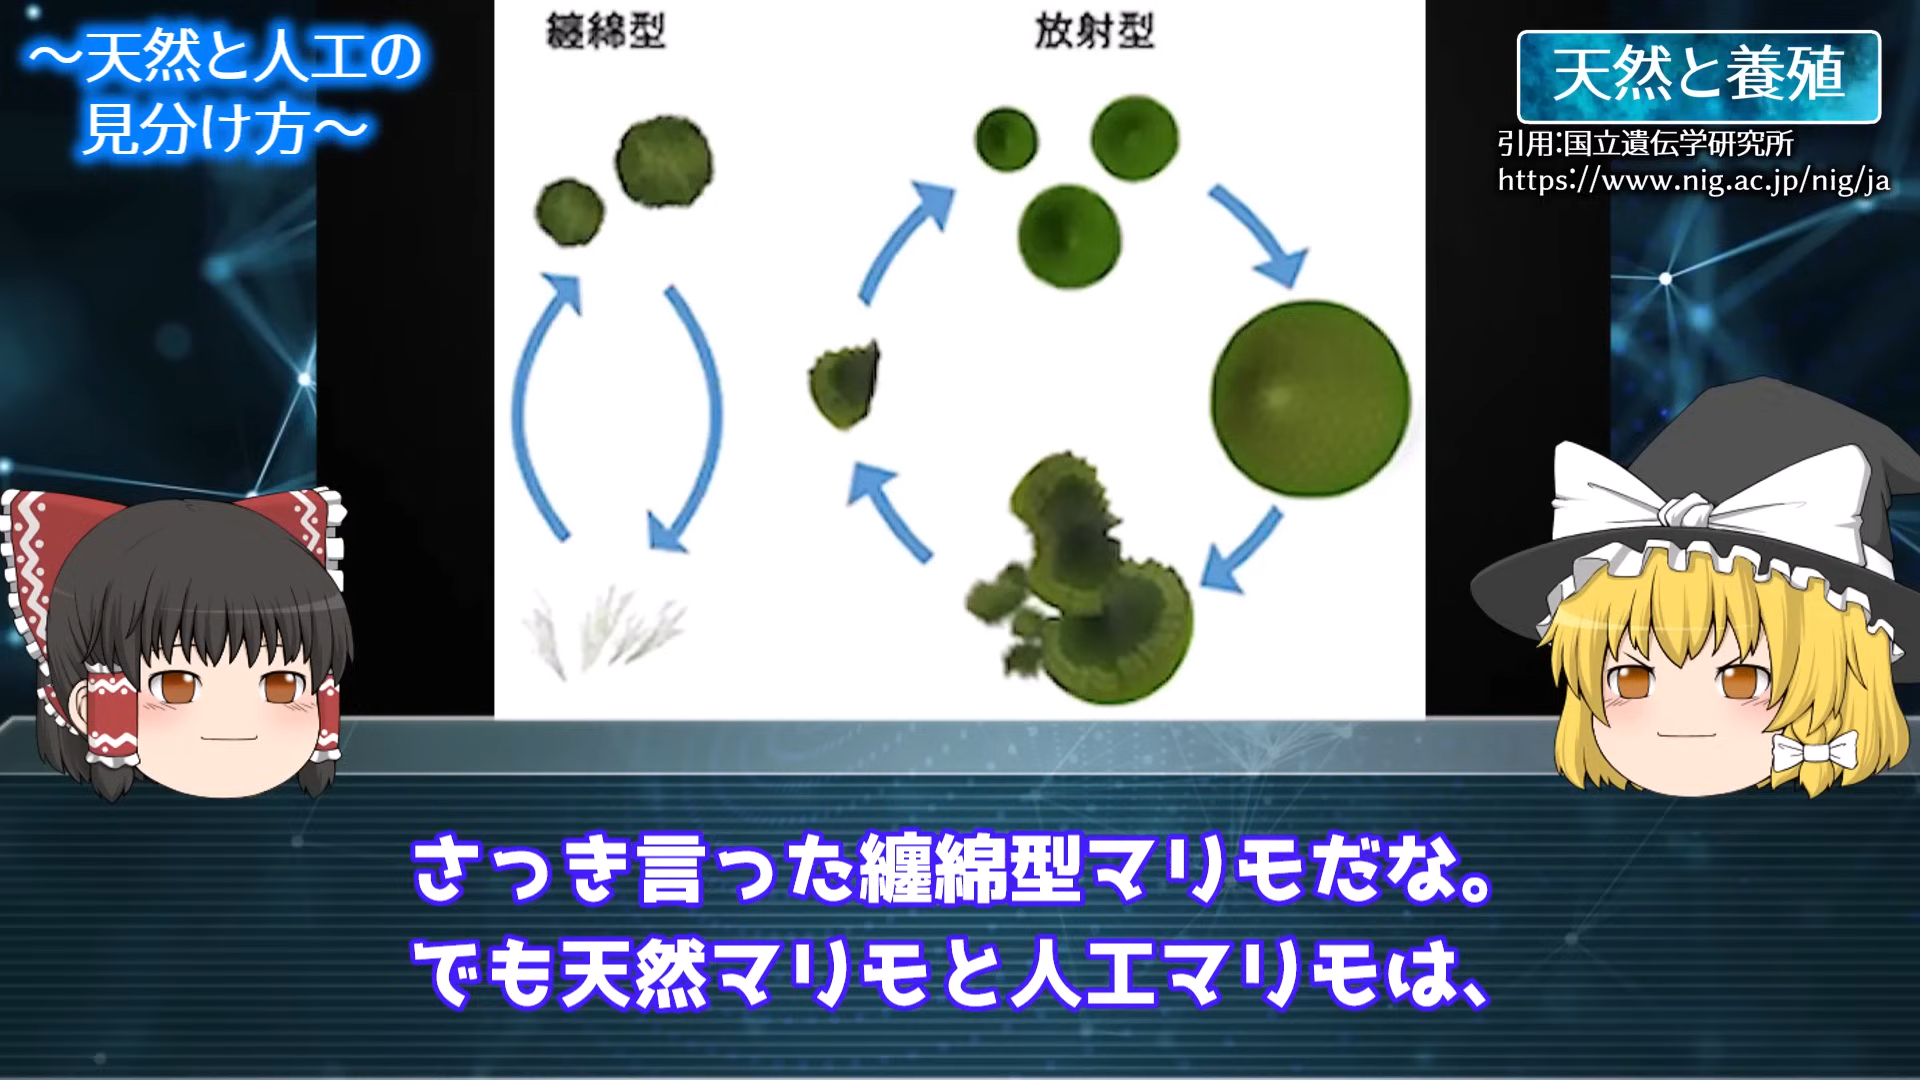 ～天然と人工の
見分け方～
纏綿型
放射型
天然と養殖
引用:国立遺伝学研究所
https://www.nig.ac.jp/nig/ja
さっき言った纏綿型マリモだな。
でも天然マリモと人工マリモは、